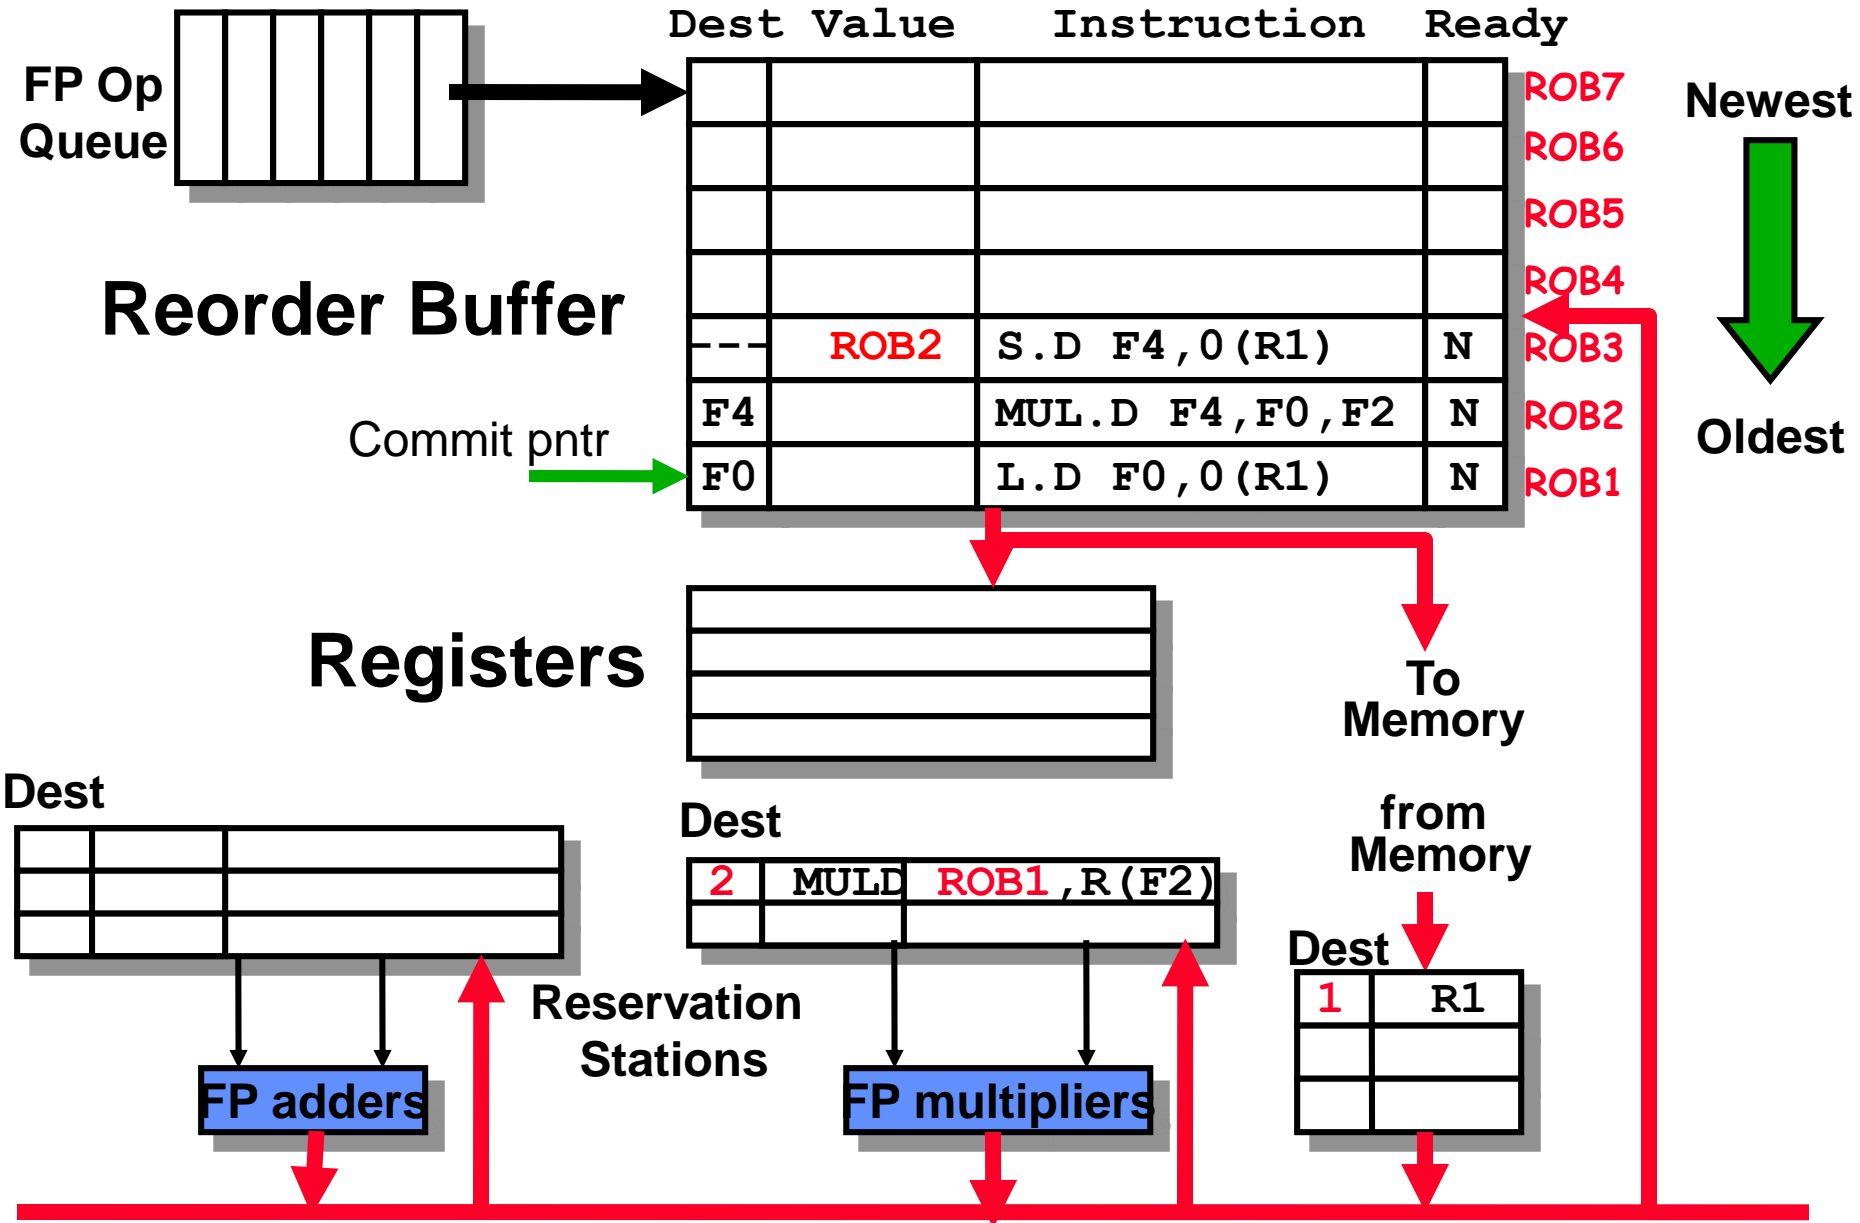 Dest Value Instruction Ready
FP Op
Queue
ROB7
Newest
ROB6
ROB5
Reorder Buffer
ROB4
--- ROB2 S.D F4,0(R1) N ROB3
F4 MUL.D F4,F0,F2 N ROB2
Oldest
Commit pntr
F0 L.D F0,0(R1) N ROB1
Registers
To
Memory
Dest
Dest
from
Memory
2 MULD ROB1,R(F2)
Dest
1 R1
Reservation
Stations
FP adders
FP multipliers